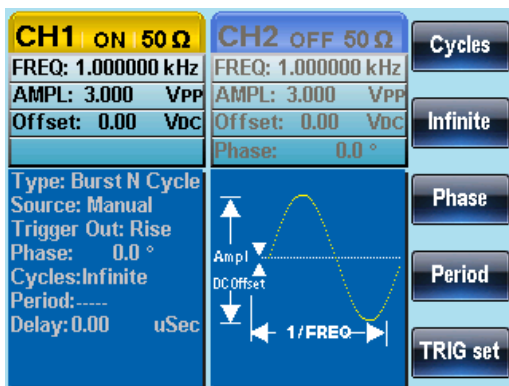 CH1 ON 50 Ω
FREQ: 1.000000 kHz
AMPL: 3.000 VPP
Offset: 0.00 VDC
CH2 OFF 50 Ω
FREQ: 1.000000 kHz
AMPL: 3.000 VPP
Offset: 0.00 VDC
Phase: 0.0 °
Type: Burst N Cycle
Source: Manual
Trigger Out: Rise
Phase: 0.0 °
Cycles:Infinite
Period:-----
Delay:0.00 uSec
Ampl
DC Offset
1/FREQ
Cycles
Infinite
Phase
Period
TRIG set